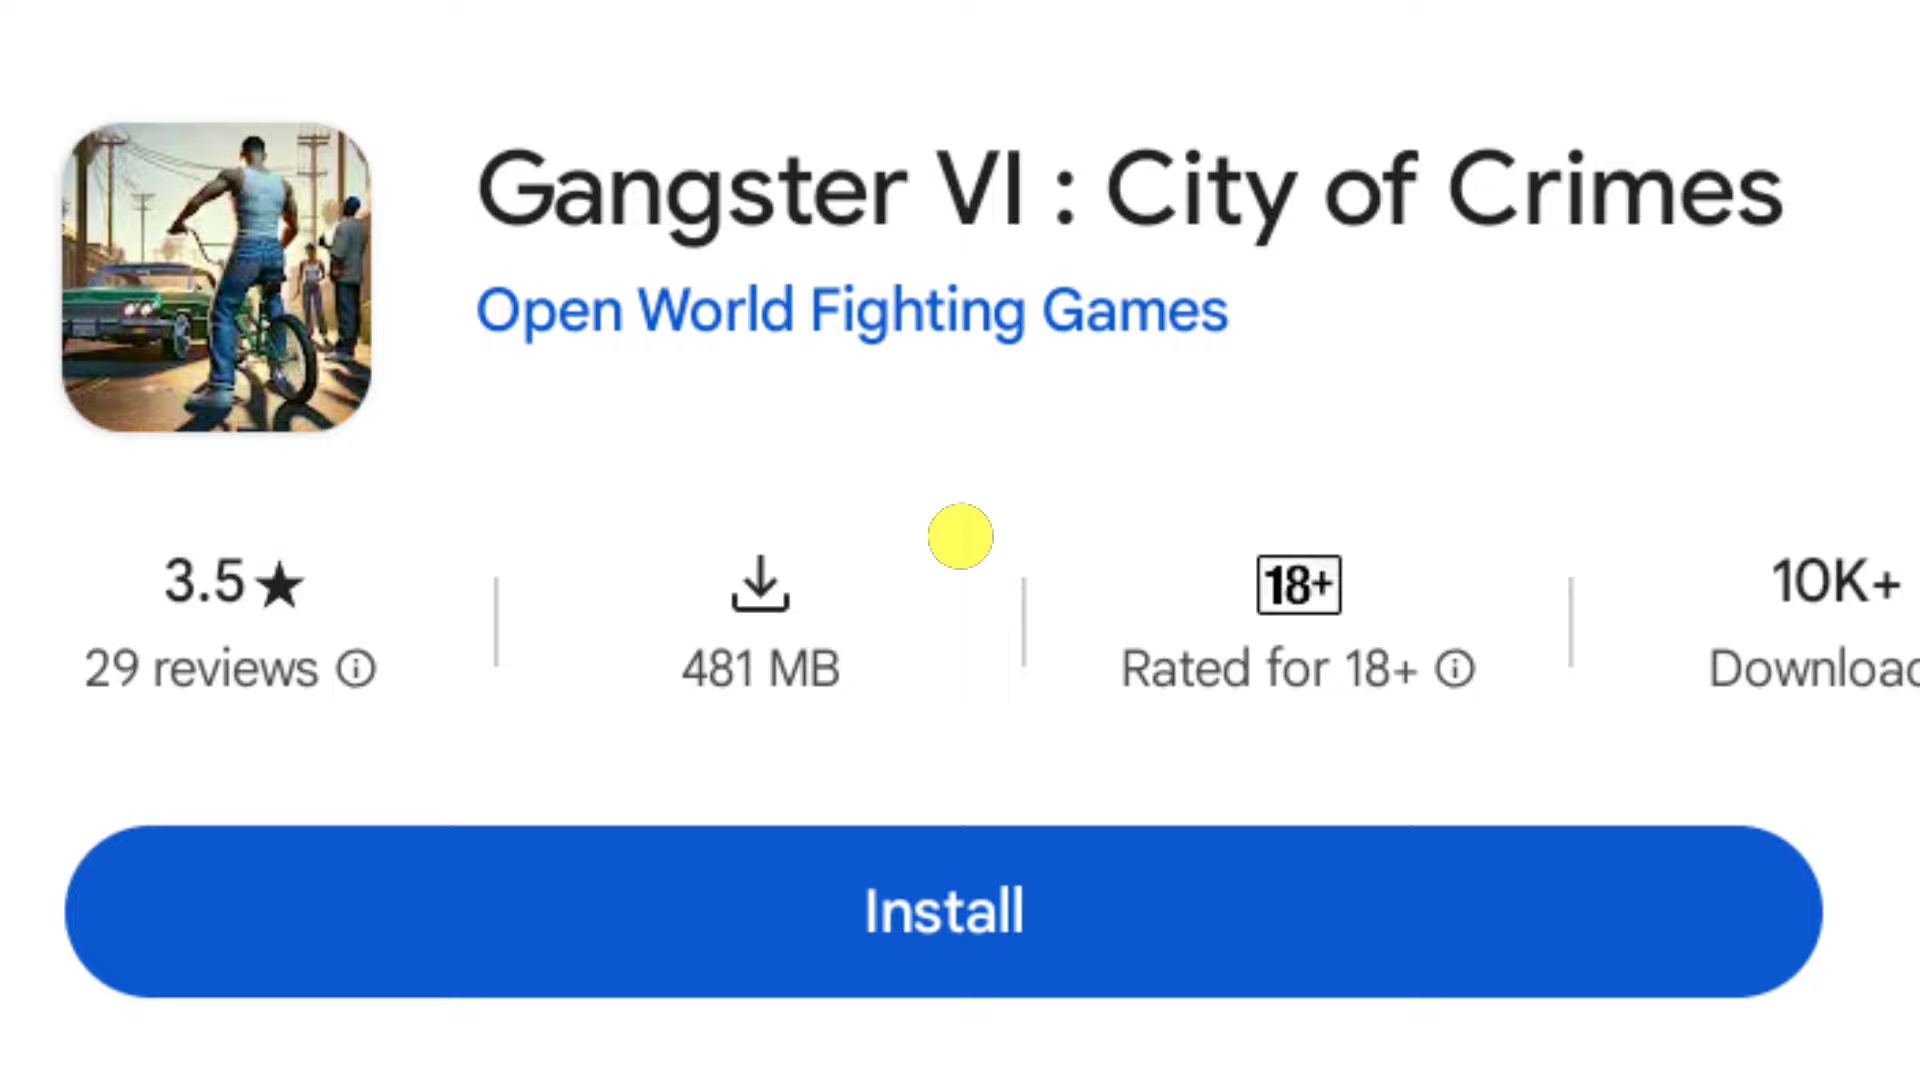 Gangster VI : City of Crimes
Open World Fighting Games
3.5★
29 reviews
481 MB
18+
Rated for 18+
10K+
Downloa
Install